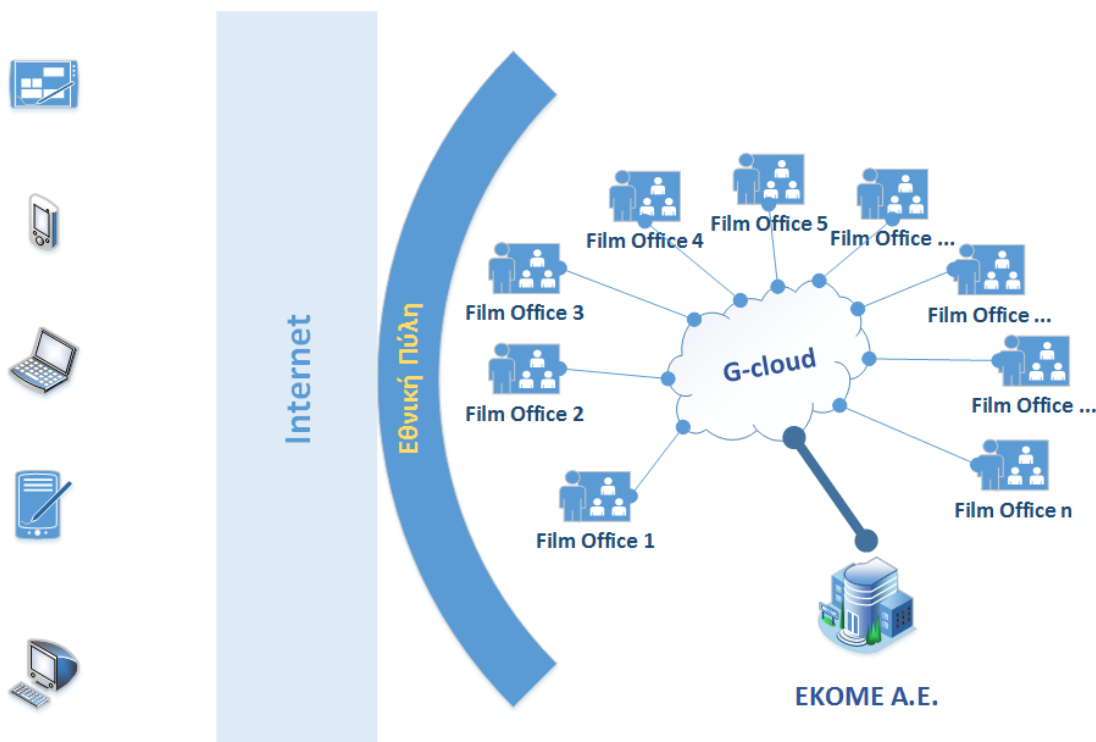 Internet
Εθνική Πύλη
Film Office 4
Film Office 5
Film Office ...
Film Office 3
Film Office ...
G-cloud
Film Office 2
Film Office ...
Film Office 1
Film Office n
ΕΚΟΜΕ Α.Ε.